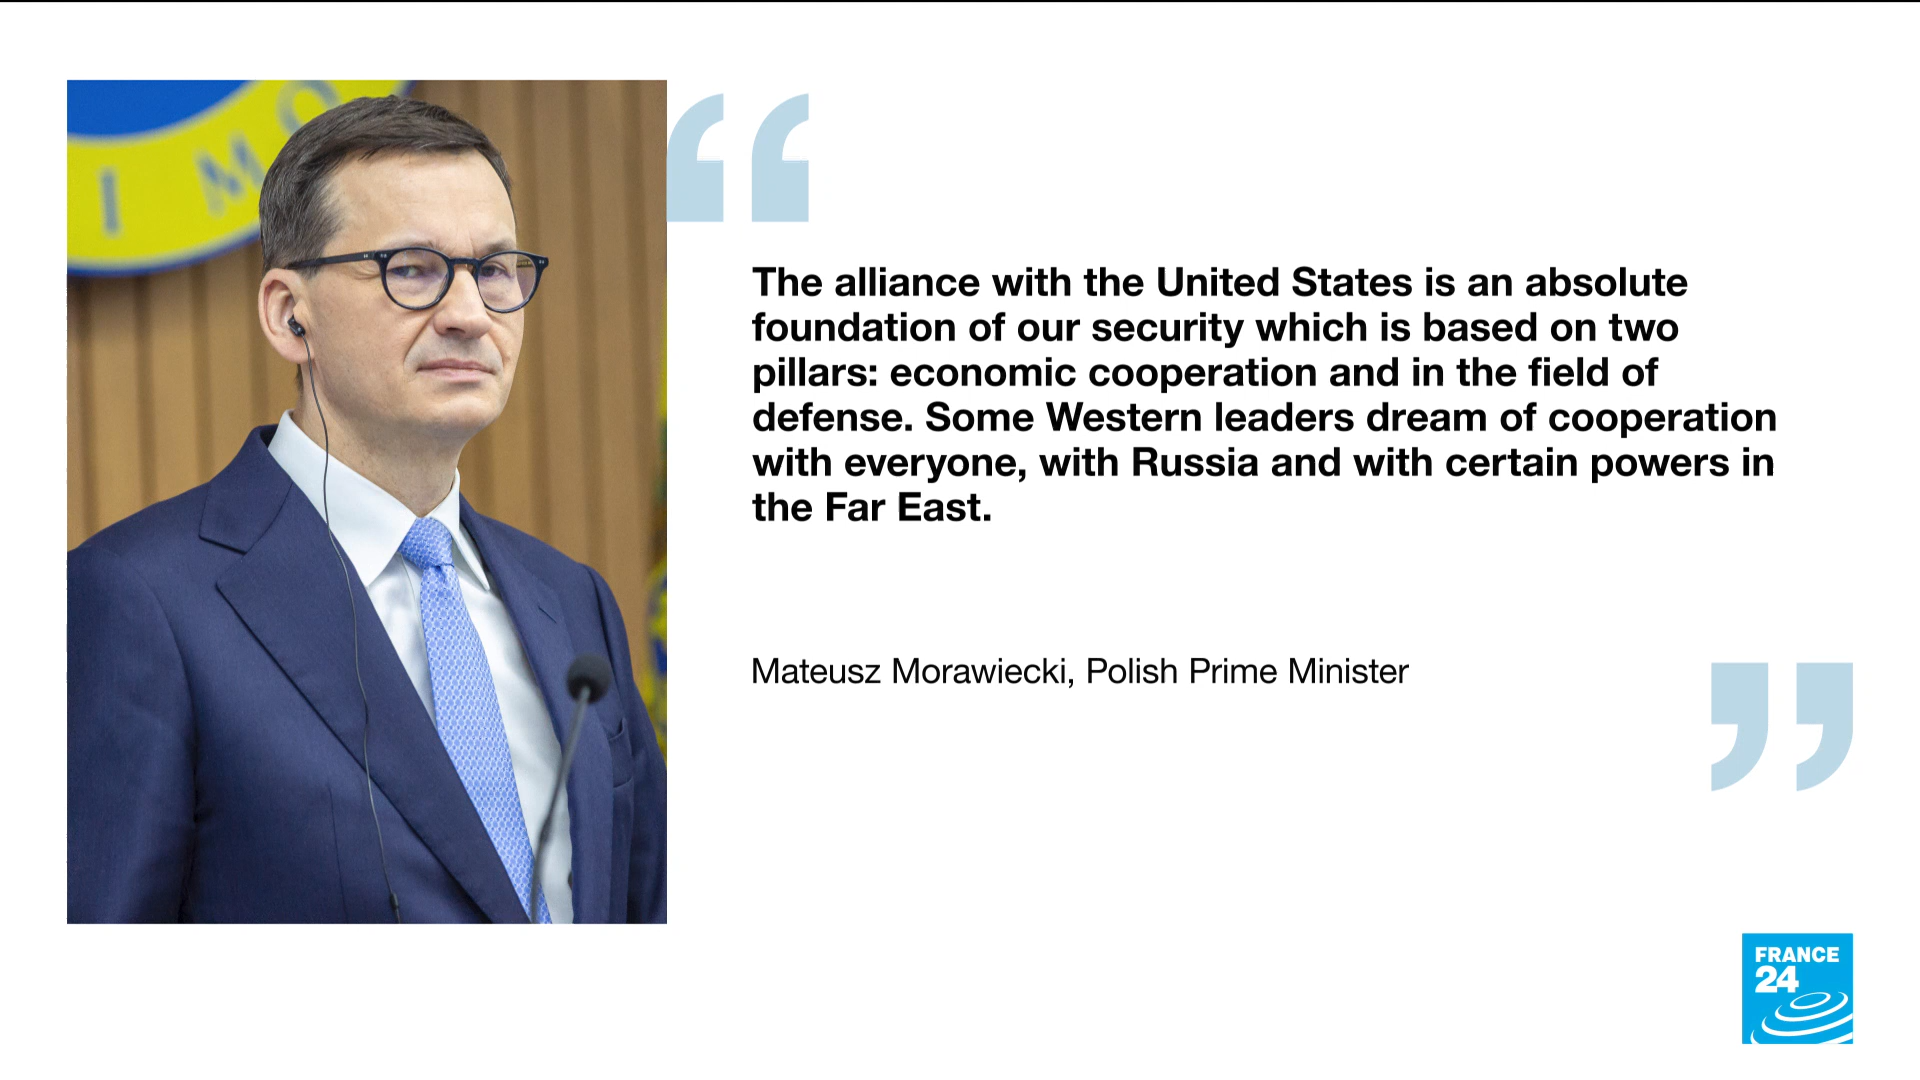 I M O
The alliance with the United States is an absolute
foundation of our security which is based on two
pillars: economic cooperation and in the field of
defense. Some Western leaders dream of cooperation
with everyone, with Russia and with certain powers in
the Far East.
Mateusz Morawiecki, Polish Prime Minister
FRANCE
24